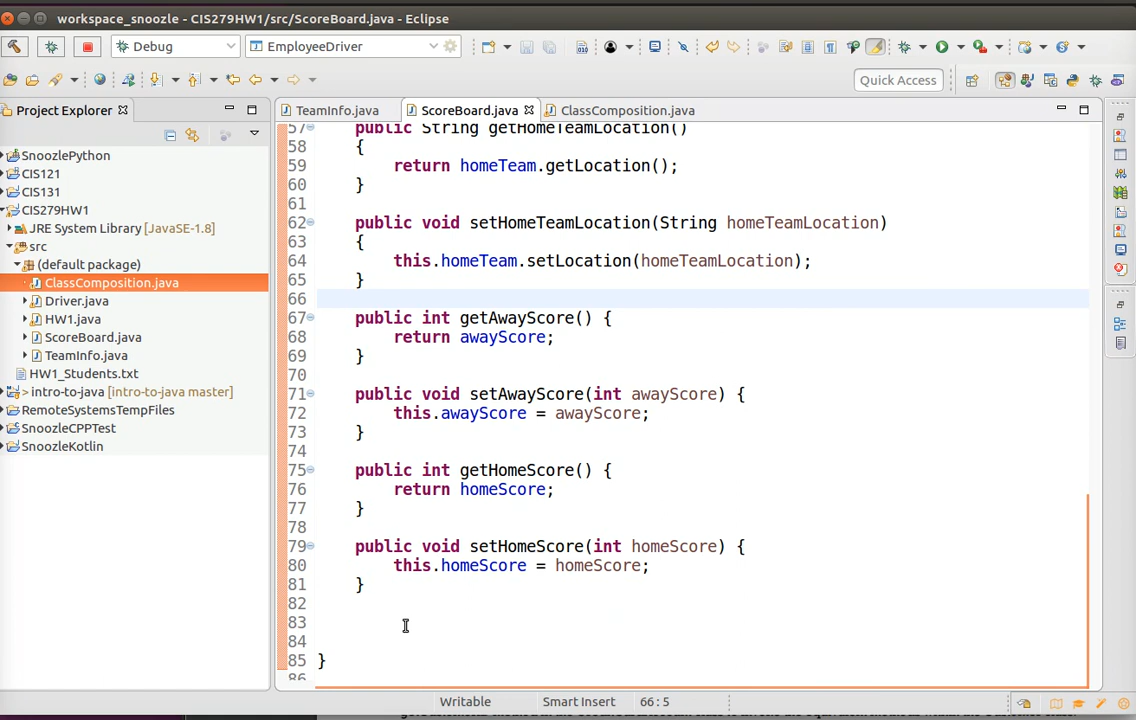 workspace_snoozle - CIS279HW1/src/ScoreBoard.java - Eclipse
Debug
EmployeeDriver
Quick Access
Project Explorer
TeamInfo.java
ScoreBoard.java
ClassComposition.java
SnoozlePython
CIS121
CIS131
CIS279HW1
JRE System Library [JavaSE-1.8]
src
(default package)
ClassComposition.java
Driver.java
HW1.java
ScoreBoard.java
TeamInfo.java
HW1_Students.txt
> intro-to-java [intro-to-java master]
RemoteSystemsTempFiles
SnoozleCPPTest
SnoozleKotlin
57 public String getHomeTeamLocation()
58 {
59 return homeTeam.getLocation();
60 }
61
62 public void setHomeTeamLocation(String homeTeamLocation)
63 {
64 this.homeTeam.setLocation(homeTeamLocation);
65 }
66
67 public int getAwayScore() {
68 return awayScore;
69 }
70
71 public void setAwayScore(int awayScore) {
72 this.awayScore = awayScore;
73 }
74
75 public int getHomeScore() {
76 return homeScore;
77 }
78
79 public void setHomeScore(int homeScore) {
80 this.homeScore = homeScore;
81 }
82
83
84
85 }
86
Writable
Smart Insert
66 : 5